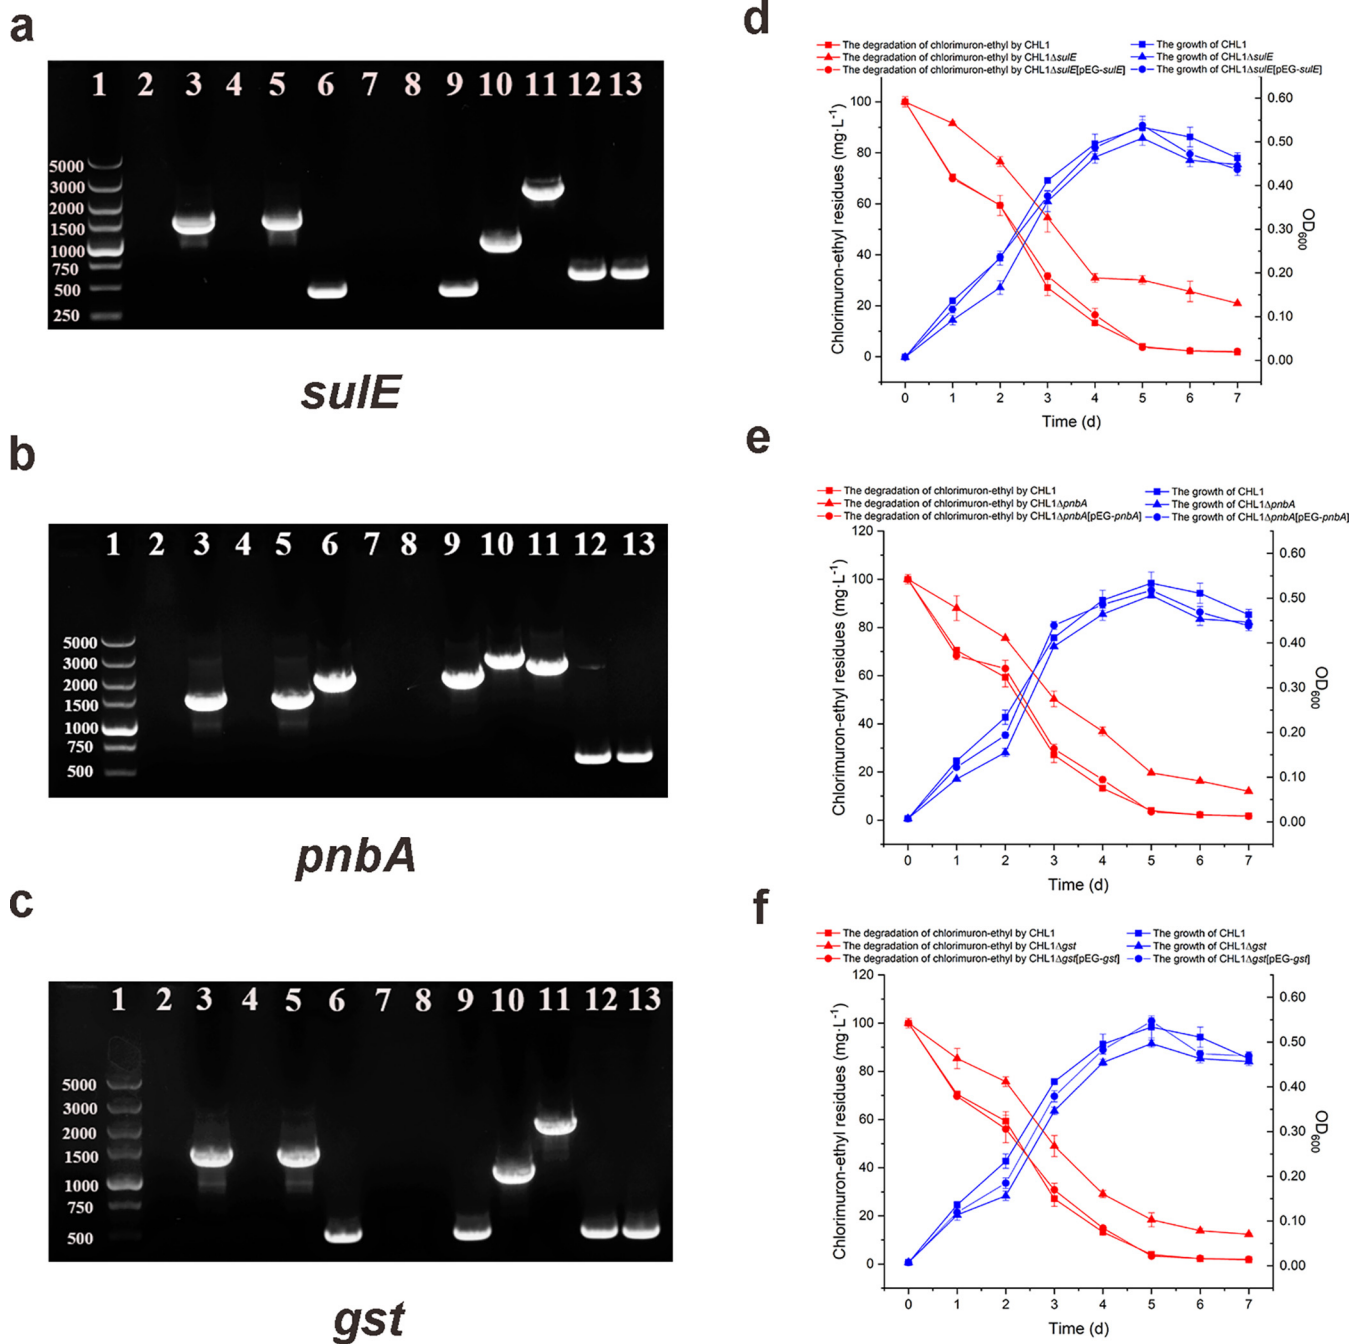 a
1 2 3 4 5 6 7 8 9 10 11 12 13
5000
3000
2000
1500
1000
750
500
250
sulE
b
1 2 3 4 5 6 7 8 9 10 11 12 13
5000
3000
2000
1500
1000
750
500
pnbA
c
1 2 3 4 5 6 7 8 9 10 11 12 13
5000
3000
2000
1500
1000
750
500
gst
d
The degradation of chlorimuron-ethyl by CHL1
The degradation of chlorimuron-ethyl by CHL1ΔsulE
The degradation of chlorimuron-ethyl by CHL1ΔsulE[pEG-sulE]
The growth of CHL1
The growth of CHL1ΔsulE
The growth of CHL1ΔsulE[pEG-sulE]
Chlorimuron-ethyl residues (mg·L⁻¹)
100
80
60
40
20
0
0.60
0.50
0.40
0.30
0.20
0.10
0.00
OD₆₀₀
0 1 2 3 4 5 6 7
Time (d)
e
The degradation of chlorimuron-ethyl by CHL1
The degradation of chlorimuron-ethyl by CHL1ΔpnbA
The degradation of chlorimuron-ethyl by CHL1ΔpnbA[pEG-pnbA]
The growth of CHL1
The growth of CHL1ΔpnbA
The growth of CHL1ΔpnbA[pEG-pnbA]
Chlorimuron-ethyl residues (mg·L⁻¹)
120
100
80
60
40
20
0
0.60
0.50
0.40
0.30
0.20
0.10
0.00
OD₆₀₀
0 1 2 3 4 5 6 7
Time (d)
f
The degradation of chlorimuron-ethyl by CHL1
The degradation of chlorimuron-ethyl by CHL1Δgst
The degradation of chlorimuron-ethyl by CHL1Δgst[pEG-gst]
The growth of CHL1
The growth of CHL1Δgst
The growth of CHL1Δgst[pEG-gst]
Chlorimuron-ethyl residues (mg·L⁻¹)
120
100
80
60
40
20
0
0.60
0.50
0.40
0.30
0.20
0.10
0.00
OD₆₀₀
0 1 2 3 4 5 6 7
Time (d)